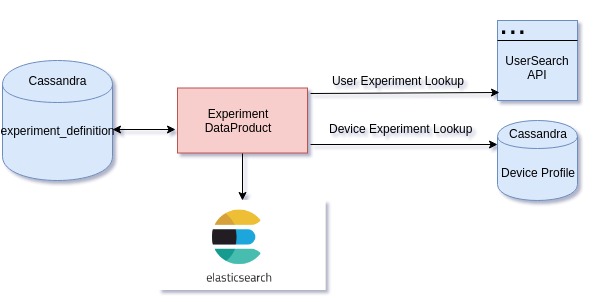 Cassandra
experiment_definition
Experiment
DataProduct
User Experiment Lookup
Device Experiment Lookup
...
UserSearch
API
Cassandra
Device Profile
elasticsearch